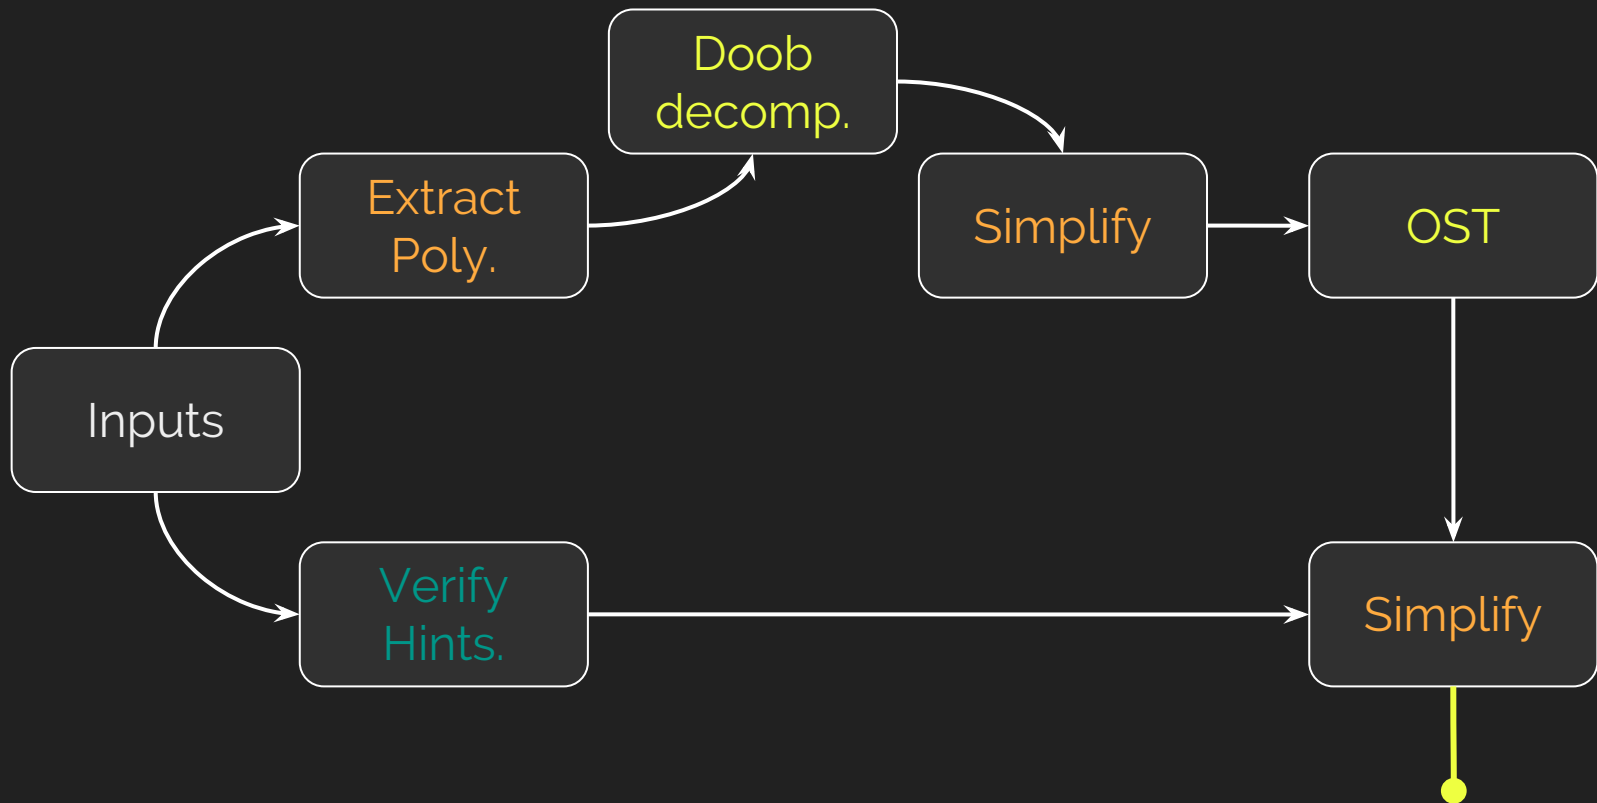 Doob
decomp.
Extract
Poly.
Simplify
OST
Inputs
Verify
Hints.
Simplify